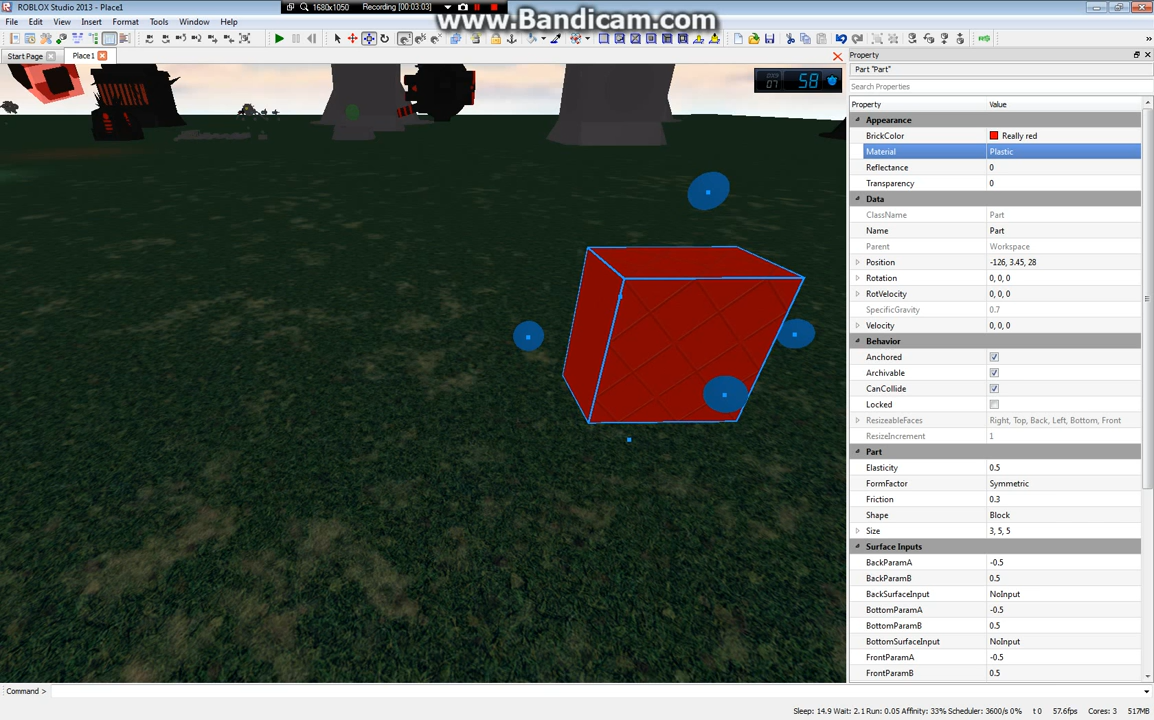 ROBLOX Studio 2013 - Place1
1680x1050 Recording [00:03:03]
www.Bandicam.com
File Edit View Insert Format Tools Window Help
Start Page Place1
58
Property
Part "Part"
Search Properties
Property Value
Appearance
BrickColor Really red
Material Plastic
Reflectance 0
Transparency 0
Data
ClassName Part
Name Part
Parent Workspace
Position -126, 3.45, 28
Rotation 0, 0, 0
RotVelocity 0, 0, 0
SpecificGravity 0.7
Velocity 0, 0, 0
Behavior
Anchored
Archivable
CanCollide
Locked
ResizeableFaces Right, Top, Back, Left, Bottom, Front
ResizeIncrement 1
Part
Elasticity 0.5
FormFactor Symmetric
Friction 0.3
Shape Block
Size 3, 5, 5
Surface Inputs
BackParamA -0.5
BackParamB 0.5
BackSurfaceInput NoInput
BottomParamA -0.5
BottomParamB 0.5
BottomSurfaceInput NoInput
FrontParamA -0.5
FrontParamB 0.5
Command >
Sleep: 14.9 Wait: 2.1 Run: 0.05 Affinity: 33% Scheduler: 3600/s 0% t 0 57.6fps Cores: 3 517MB